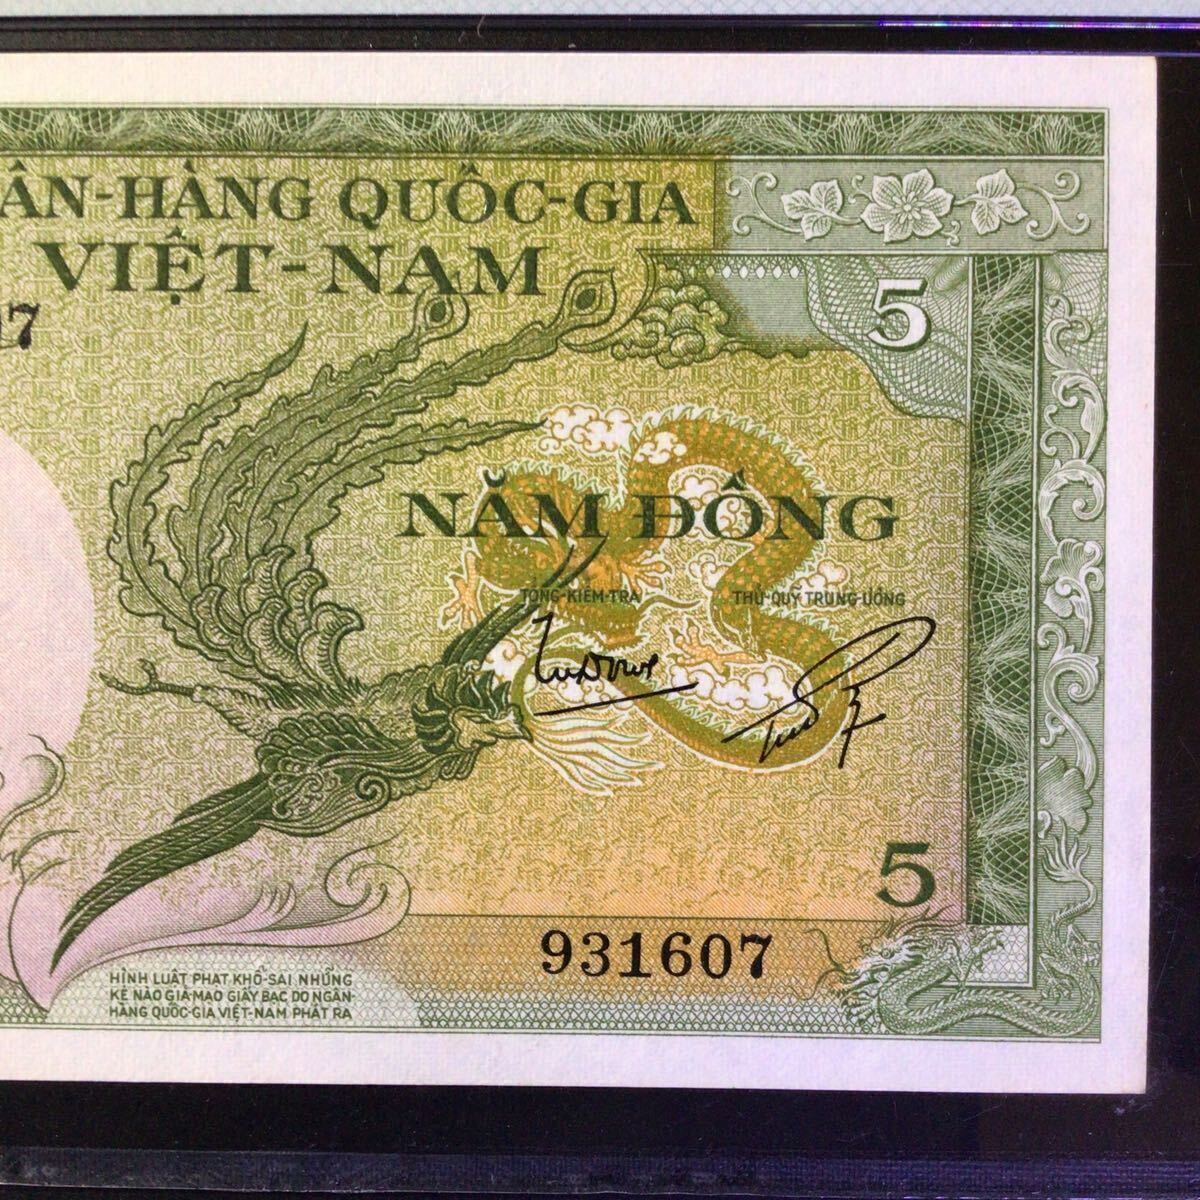 ÂN-HÀNG QUỐC-GIA
VIỆT-NAM
5
17
NĂM ĐỒNG
TỔNG-KIỂM-TRA THỦ-QUỸ TRUNG-ƯƠNG
5
931607
HÌNH LUẬT PHẠT KHỔ-SAI NHỮNG
KẺ NÀO GIẢ-MẠO GIẤY BẠC DO NGÂN-
HÀNG QUỐC-GIA VIỆT-NAM PHÁT RA